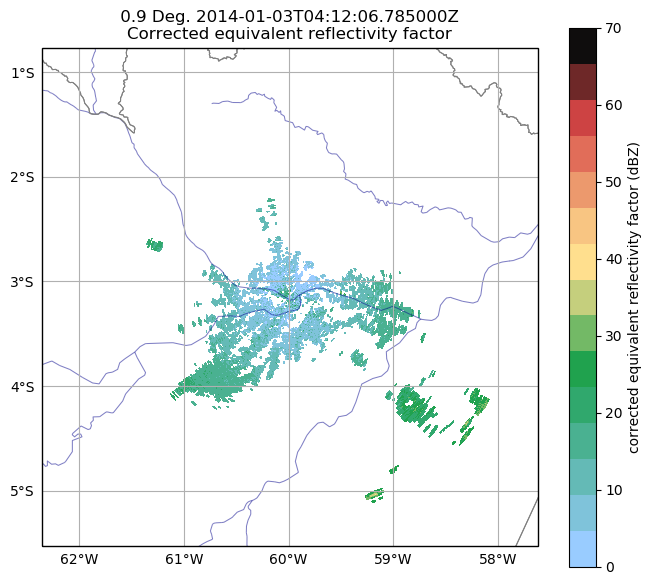 0.9 Deg. 2014-01-03T04:12:06.785000Z
Corrected equivalent reflectivity factor
1°S
2°S
3°S
4°S
5°S
62°W 61°W 60°W 59°W 58°W
70
60
50
40
30
20
10
0
corrected equivalent reflectivity factor (dBZ)